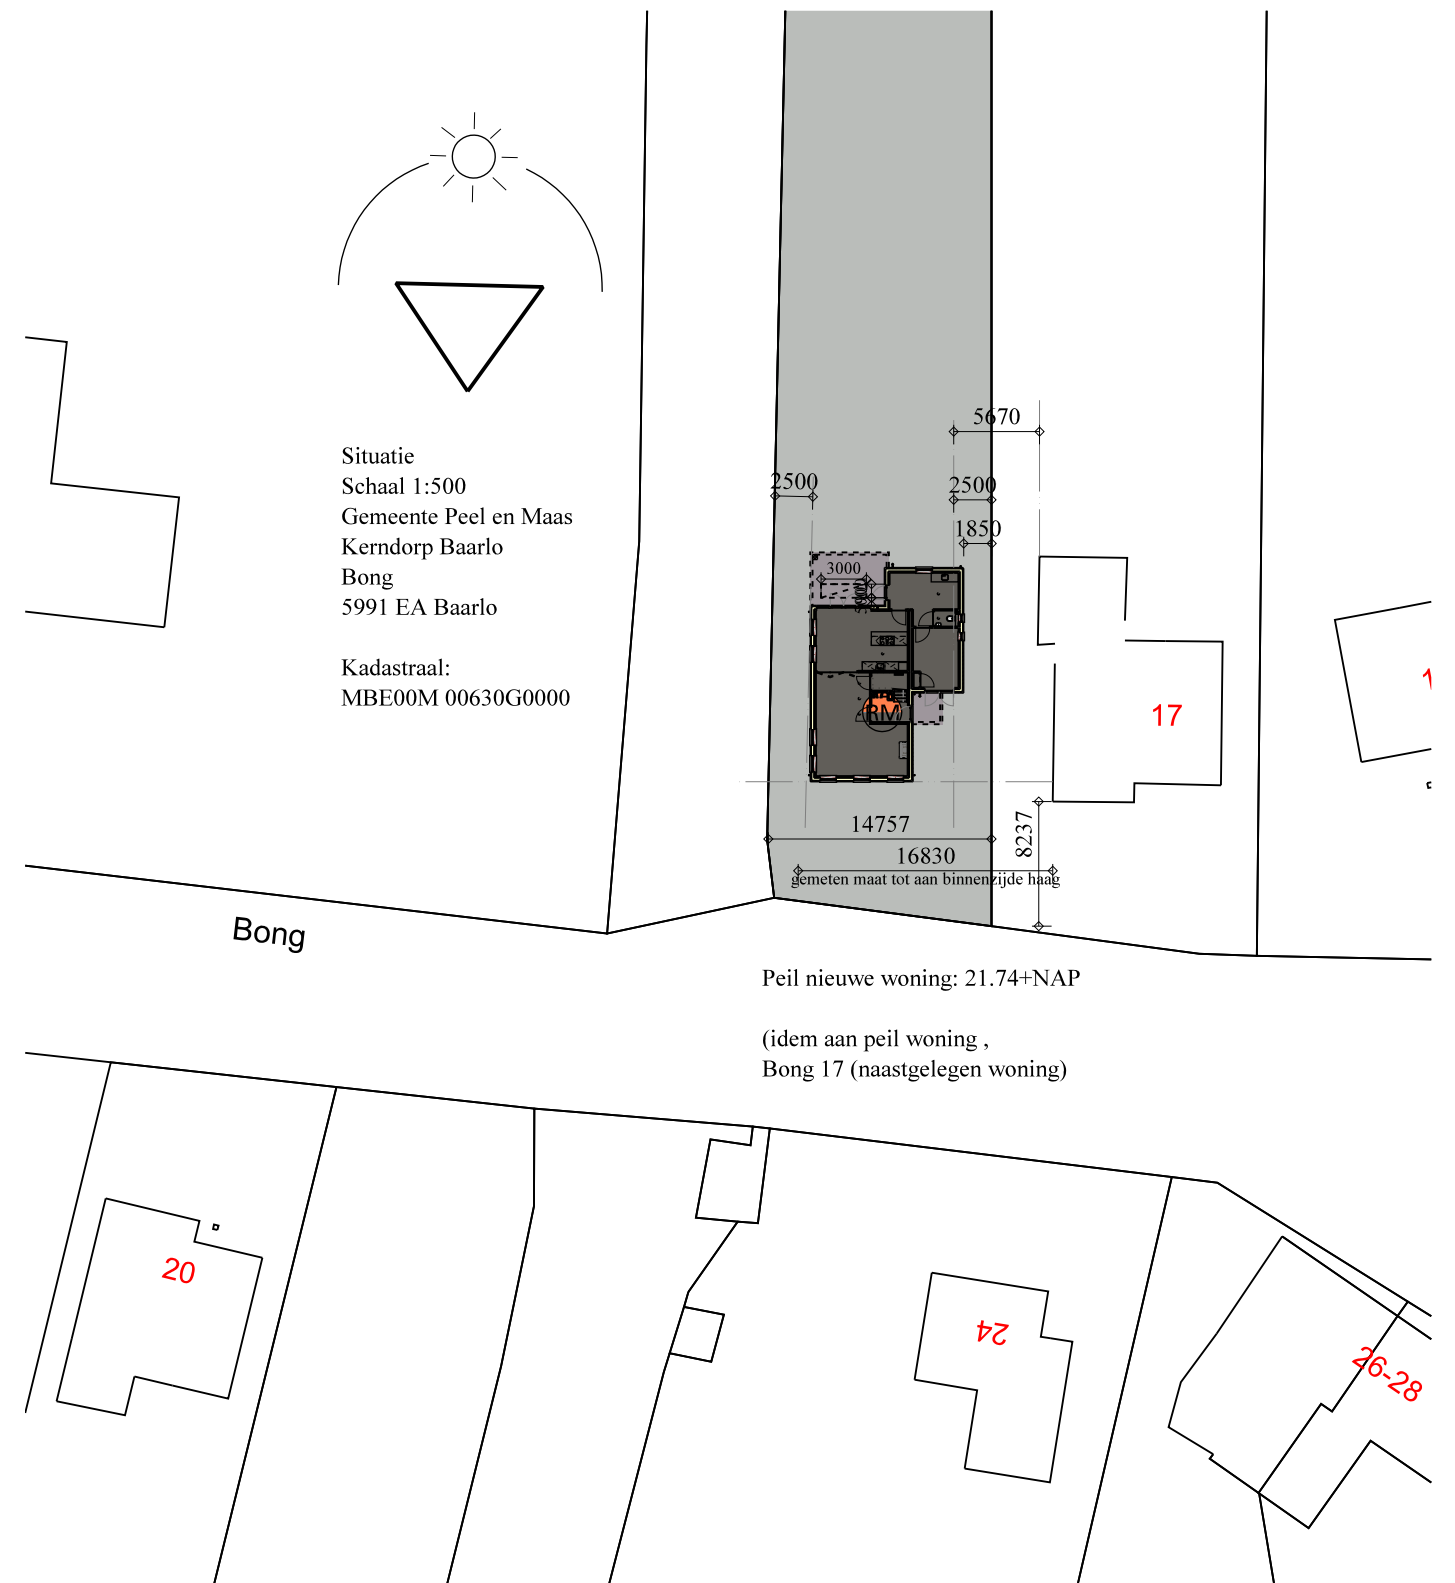 5670
Situatie
2500
2500
Schaal 1:500
Gemeente Peel en Maas
1850
Kerndorp Baarlo
3000
Bong
5991 EA Baarlo
Kadastraal:
MBE00M 00630G0000
RM
17
14757
8237
16830
gemeten maat tot aan binnenzijde haag
Bong
Peil nieuwe woning: 21.74+NAP
(idem aan peil woning ,
Bong 17 (naastgelegen woning)
20
24
26-28